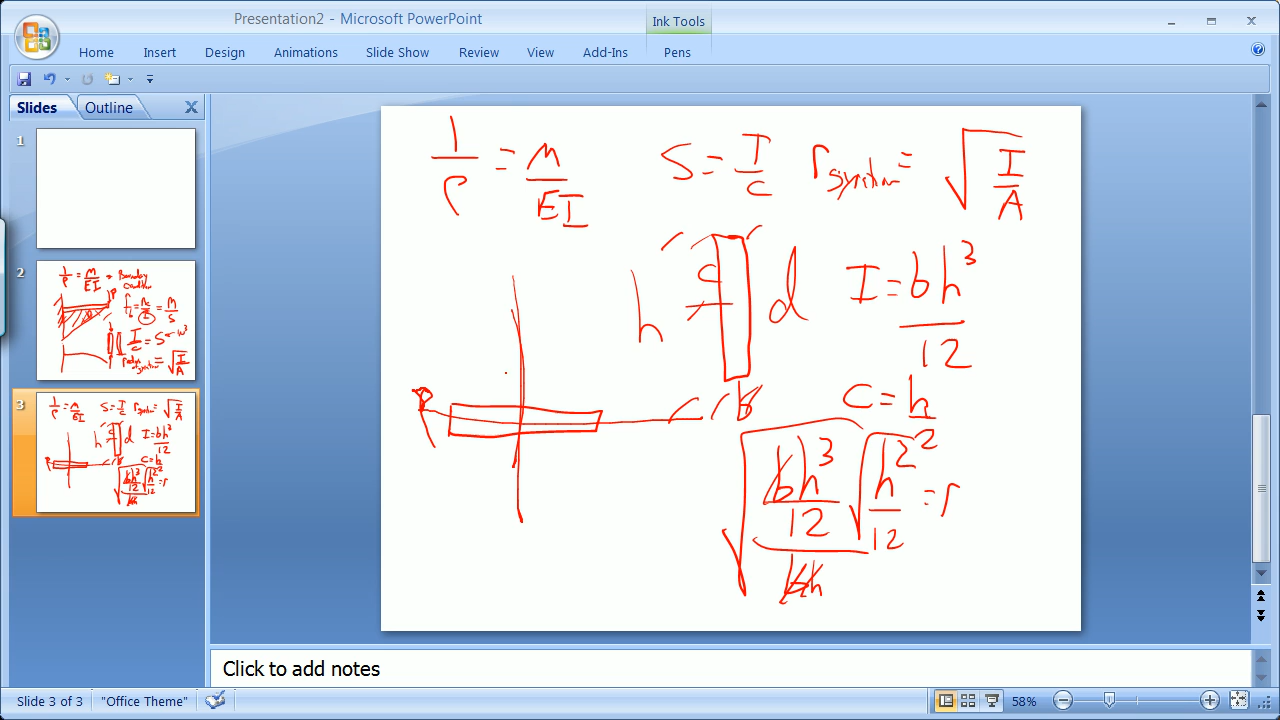 Presentation2 - Microsoft PowerPoint
Ink Tools
Home Insert Design Animations Slide Show Review View Add-Ins Pens
Slides Outline
1
2
3
1/ρ = M/EI
S = I/c
r = √(I/A)
h
c
d
I = bh³/12
b
P
c = h/2
√((bh³/12)/bh)
√(h²/12) = r
Click to add notes
Slide 3 of 3 "Office Theme" 58%